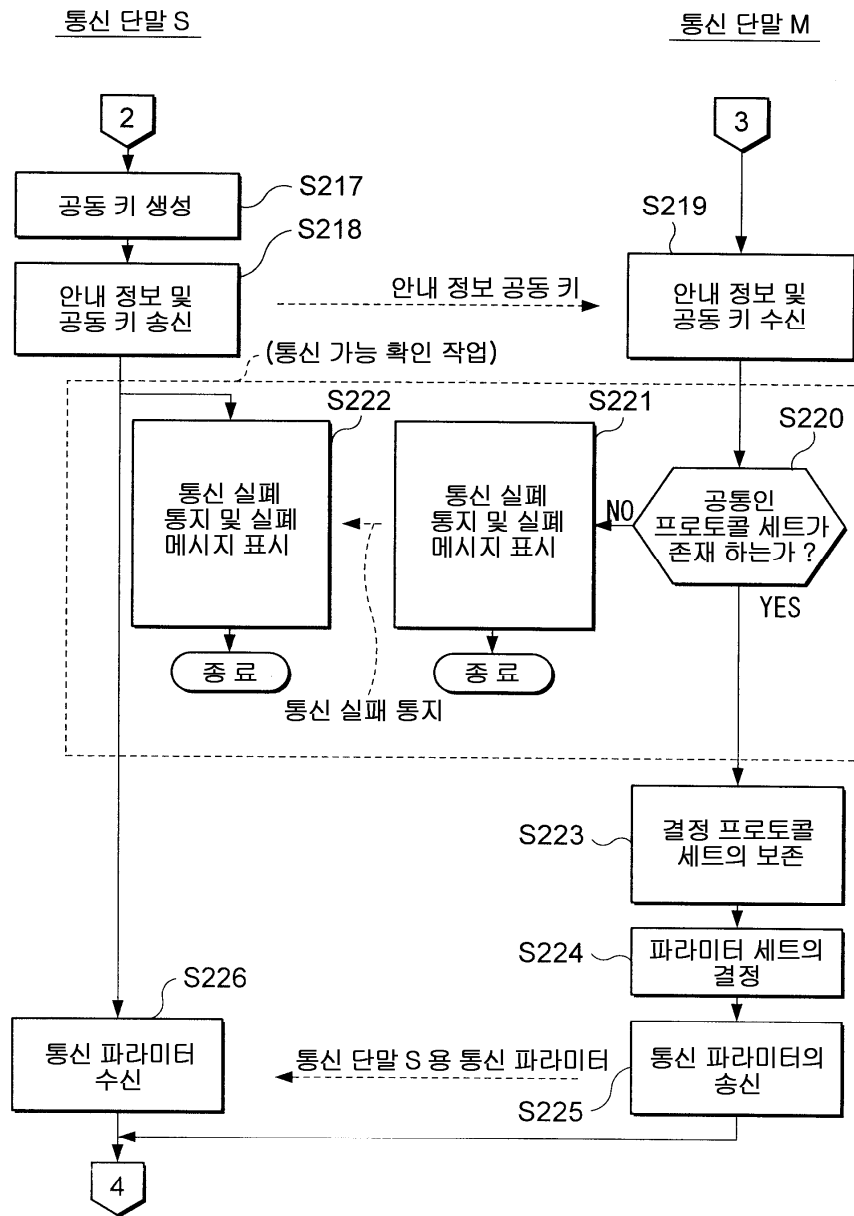 통신 단말 S
통신 단말 M
2
3
공동 키 생성
S217
S218
안내 정보 및
공동 키 송신
안내 정보 공동 키
S219
안내 정보 및
공동 키 수신
(통신 가능 확인 작업)
S222
통신 실폐
통지 및 실폐
메시지 표시
종 료
S221
통신 실폐
통지 및 실폐
메시지 표시
종 료
통신 실패 통지
S220
공통인
프로토콜 세트가
존재 하는가 ?
NO
YES
S223
결정 프로토콜
세트의 보존
S224
파라미터 세트의
결정
S226
통신 파라미터
수신
통신 단말 S 용 통신 파라미터
S225
통신 파라미터의
송신
4